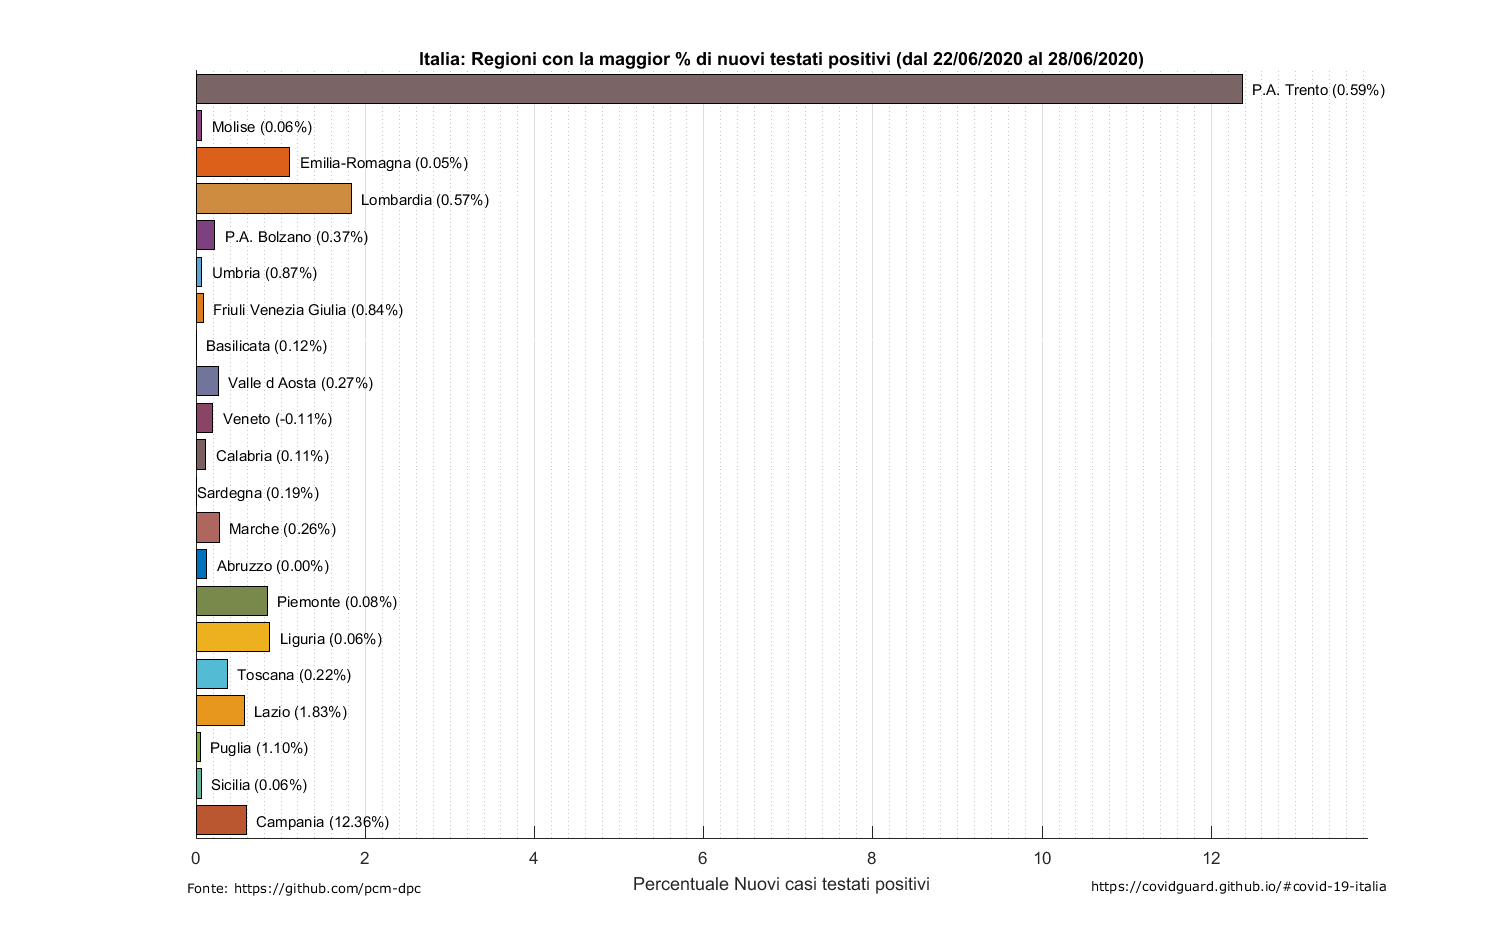 Italia: Regioni con la maggior % di nuovi testati positivi (dal 22/06/2020 al 28/06/2020)
P.A. Trento (0.59%)
Molise (0.06%)
Emilia-Romagna (0.05%)
Lombardia (0.57%)
P.A. Bolzano (0.37%)
Umbria (0.87%)
Friuli Venezia Giulia (0.84%)
Basilicata (0.12%)
Valle d Aosta (0.27%)
Veneto (-0.11%)
Calabria (0.11%)
Sardegna (0.19%)
Marche (0.26%)
Abruzzo (0.00%)
Piemonte (0.08%)
Liguria (0.06%)
Toscana (0.22%)
Lazio (1.83%)
Puglia (1.10%)
Sicilia (0.06%)
Campania (12.36%)
0 2 4 6 8 10 12
Percentuale Nuovi casi testati positivi
Fonte: https://github.com/pcm-dpc
https://covidguard.github.io/#covid-19-italia